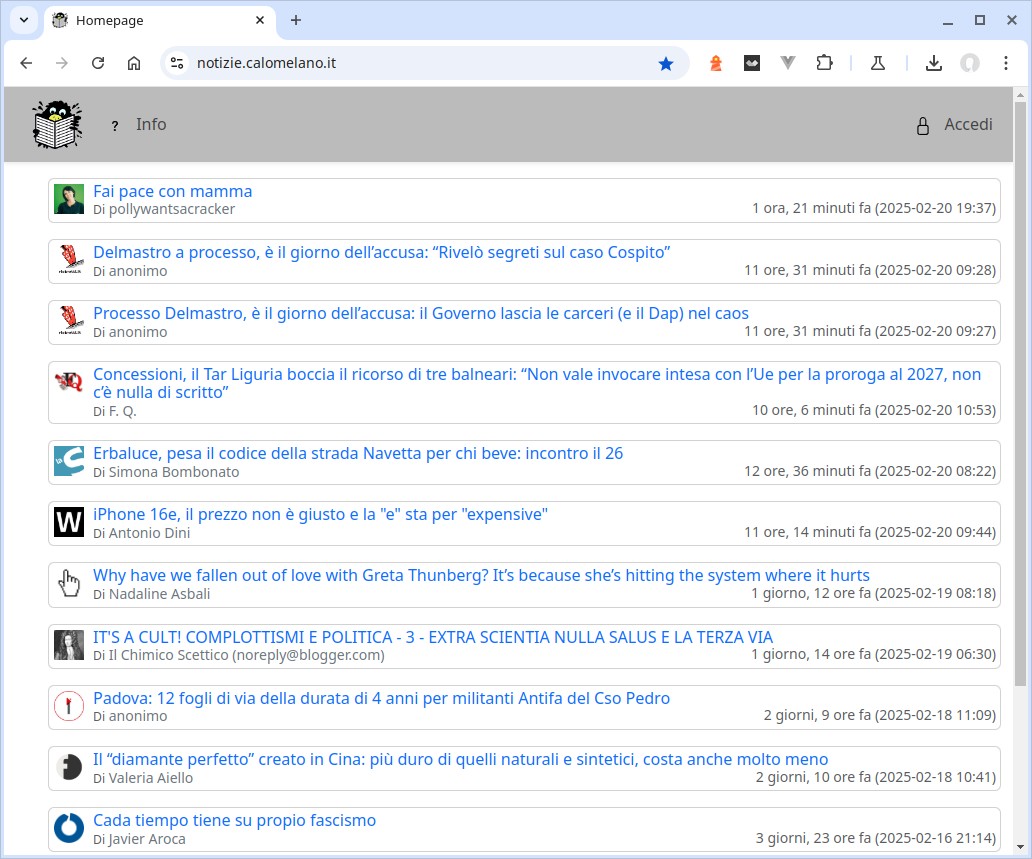 Homepage
notizie.calomelano.it
? Info
Accedi
Fai pace con mamma
Di pollywantsacracker
1 ora, 21 minuti fa (2025-02-20 19:37)
Delmastro a processo, è il giorno dell’accusa: “Rivelò segreti sul caso Cospito”
Di anonimo
11 ore, 31 minuti fa (2025-02-20 09:28)
Processo Delmastro, è il giorno dell’accusa: il Governo lascia le carceri (e il Dap) nel caos
Di anonimo
11 ore, 31 minuti fa (2025-02-20 09:27)
Concessioni, il Tar Liguria boccia il ricorso di tre balneari: “Non vale invocare intesa con l’Ue per la proroga al 2027, non
c’è nulla di scritto”
Di F. Q.
10 ore, 6 minuti fa (2025-02-20 10:53)
Erbaluce, pesa il codice della strada Navetta per chi beve: incontro il 26
Di Simona Bombonato
12 ore, 36 minuti fa (2025-02-20 08:22)
W
iPhone 16e, il prezzo non è giusto e la "e" sta per "expensive"
Di Antonio Dini
11 ore, 14 minuti fa (2025-02-20 09:44)
Why have we fallen out of love with Greta Thunberg? It’s because she’s hitting the system where it hurts
Di Nadaline Asbali
1 giorno, 12 ore fa (2025-02-19 08:18)
IT'S A CULT! COMPLOTTISMI E POLITICA - 3 - EXTRA SCIENTIA NULLA SALUS E LA TERZA VIA
Di Il Chimico Scettico (noreply@blogger.com)
1 giorno, 14 ore fa (2025-02-19 06:30)
Padova: 12 fogli di via della durata di 4 anni per militanti Antifa del Cso Pedro
Di anonimo
2 giorni, 9 ore fa (2025-02-18 11:09)
Il “diamante perfetto” creato in Cina: più duro di quelli naturali e sintetici, costa anche molto meno
Di Valeria Aiello
2 giorni, 10 ore fa (2025-02-18 10:41)
Cada tiempo tiene su propio fascismo
Di Javier Aroca
3 giorni, 23 ore fa (2025-02-16 21:14)